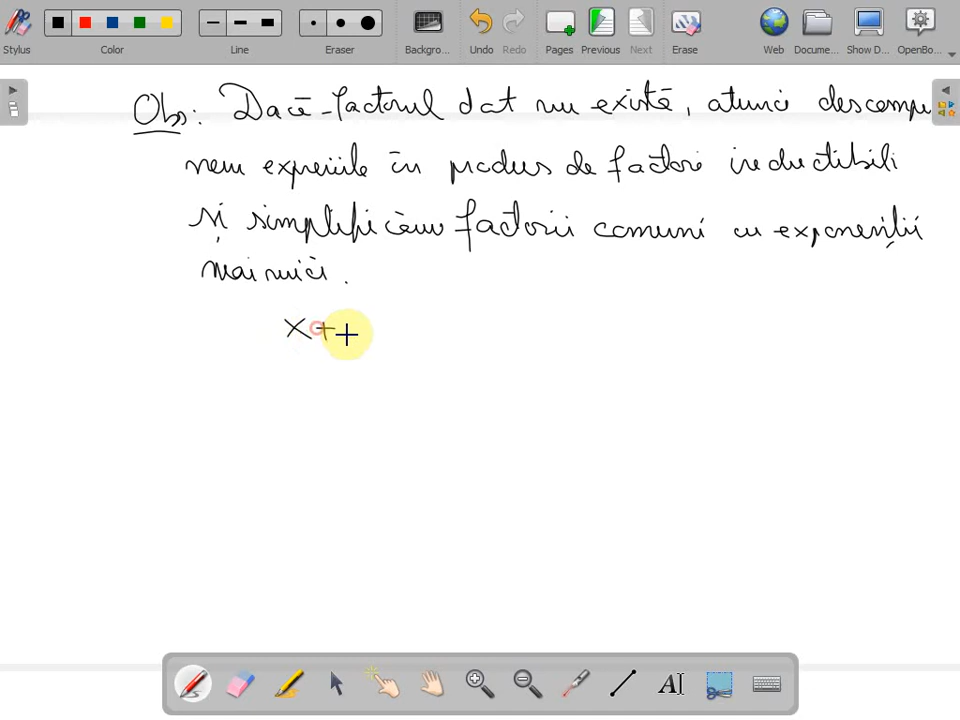 Stylus Color Line Eraser Backgro... Undo Redo Pages Previous Next Erase Web Docume... Show D... OpenBo...
Obs: Dacă factorul dat nu există, atunci descompu
nem expresiile în produs de factori ireductibili
și simplificăm factorii comuni cu exponenții
mai mici.
x+